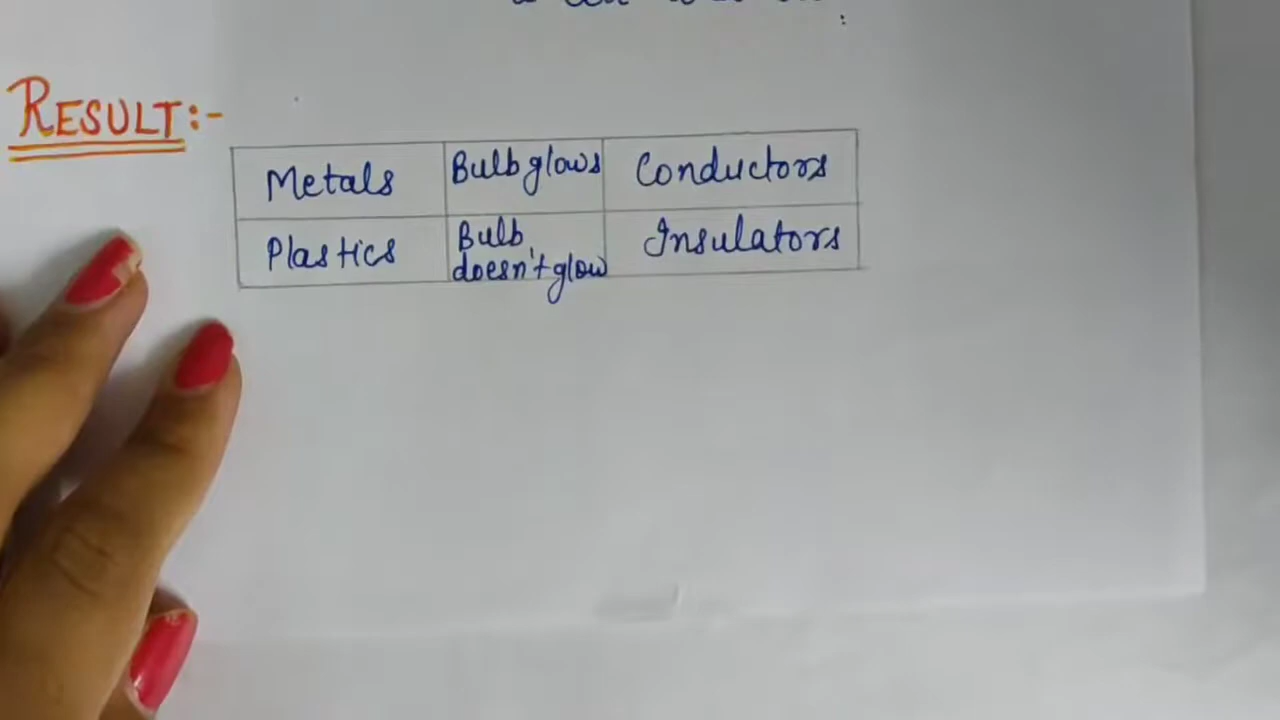 RESULT:-
Metals Bulb glows Conductors
Plastics Bulb doesn't glow Insulators